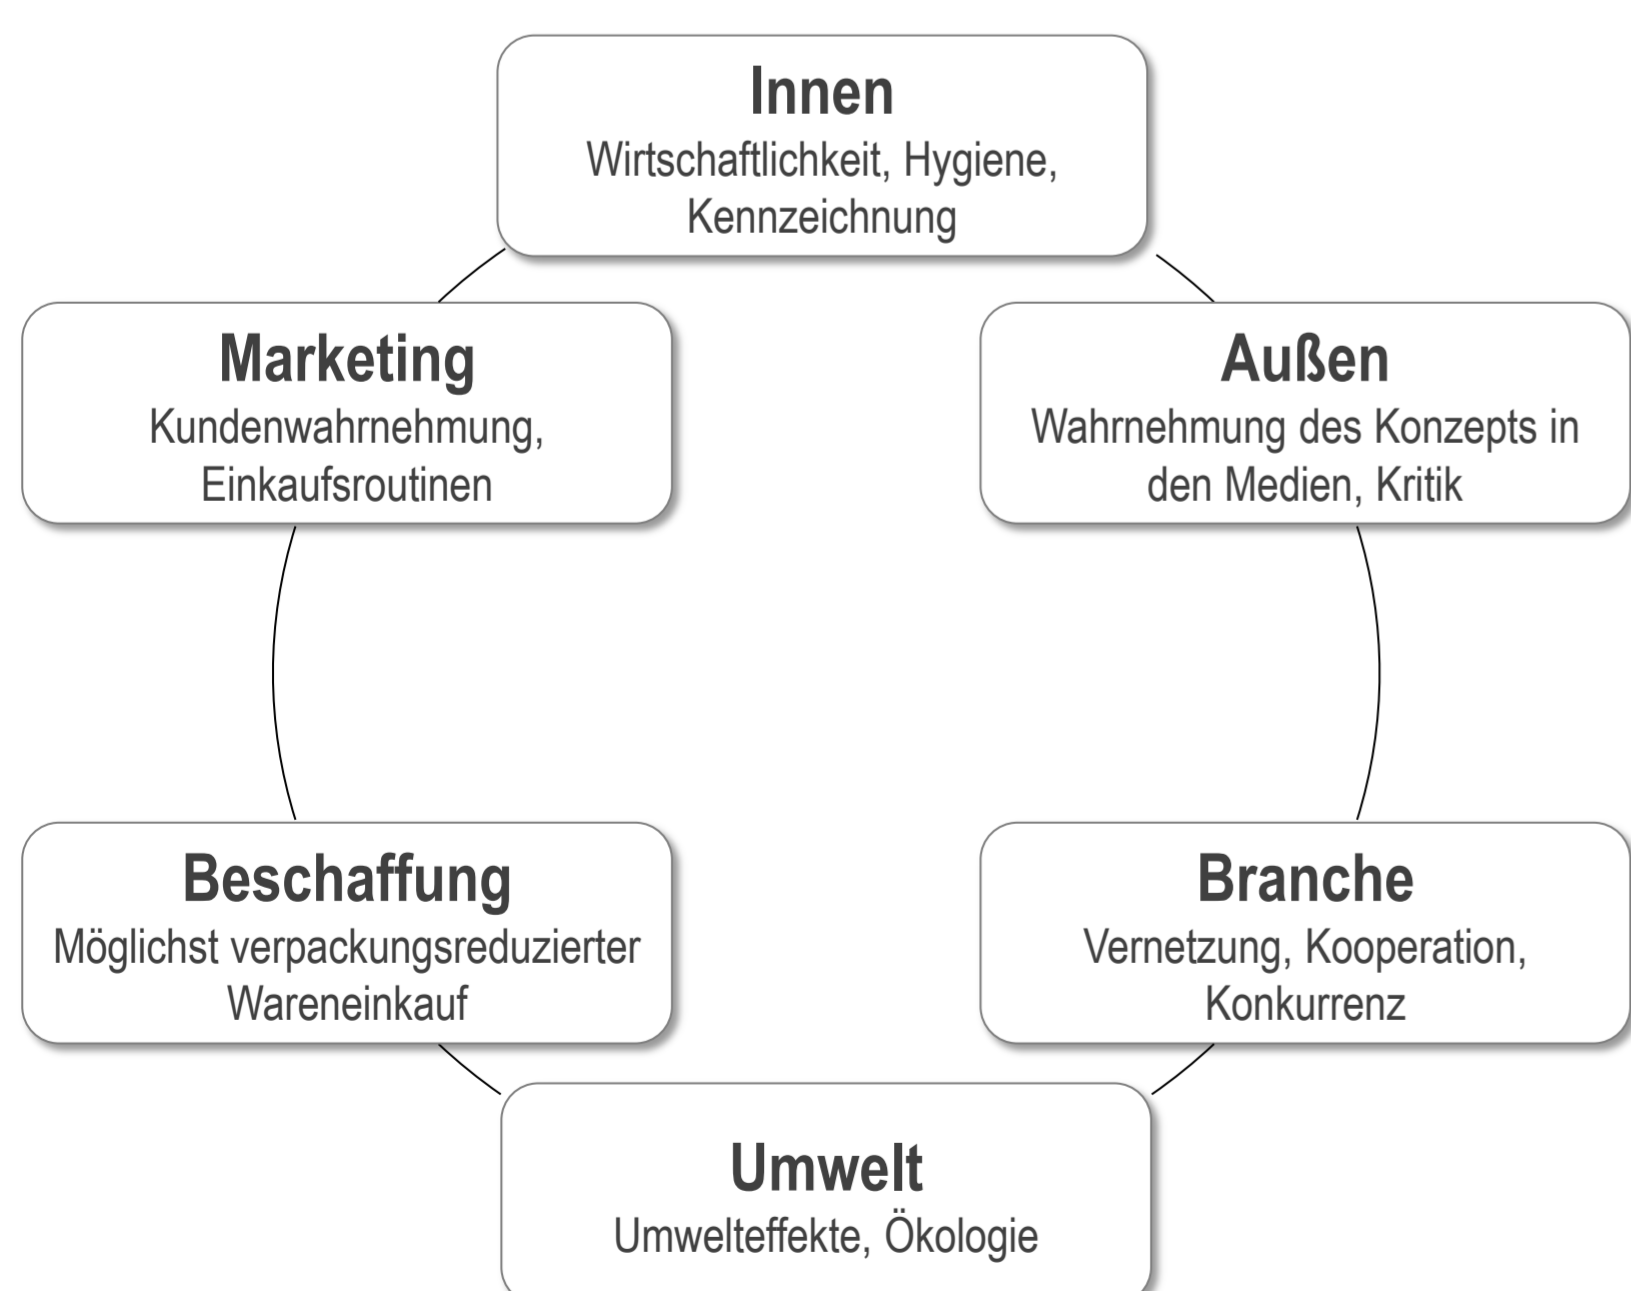 Innen
Wirtschaftlichkeit, Hygiene,
Kennzeichnung
Marketing
Kundenwahrnehmung,
Einkaufsroutinen
Außen
Wahrnehmung des Konzepts in
den Medien, Kritik
Beschaffung
Möglichst verpackungsreduzierter
Wareneinkauf
Branche
Vernetzung, Kooperation,
Konkurrenz
Umwelt
Umwelteffekte, Ökologie